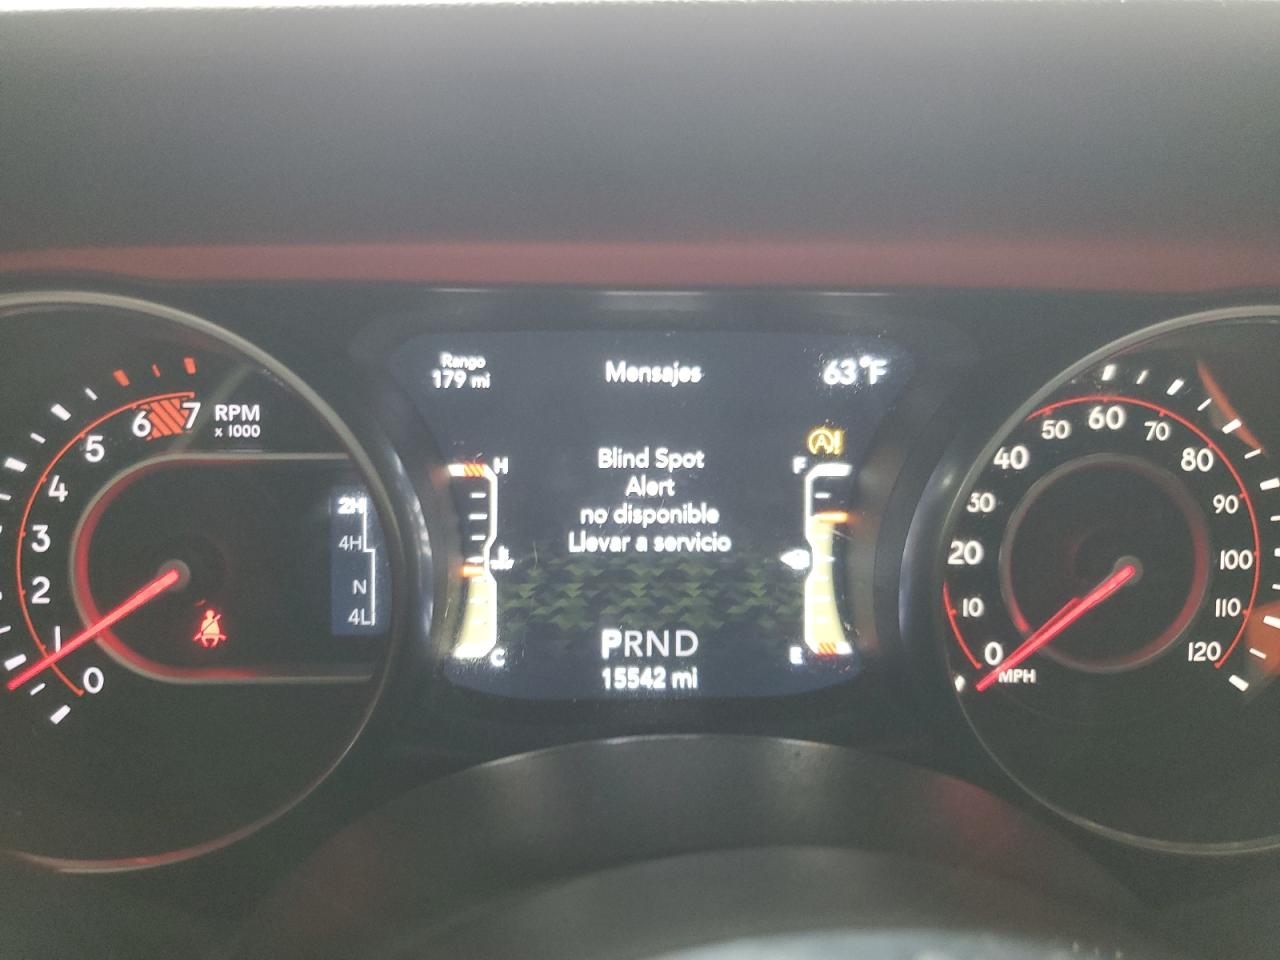 Rango
179 mi
Mensajes
63°F
A!
Blind Spot
Alert
no disponible
Llevar a servicio
H
C
F
E
PRND
15542 mi
0
1
2
3
4
5
6
7
RPM
x 1000
2H
4H
N
4L
0
10
20
30
40
50
60
70
80
90
100
110
120
MPH